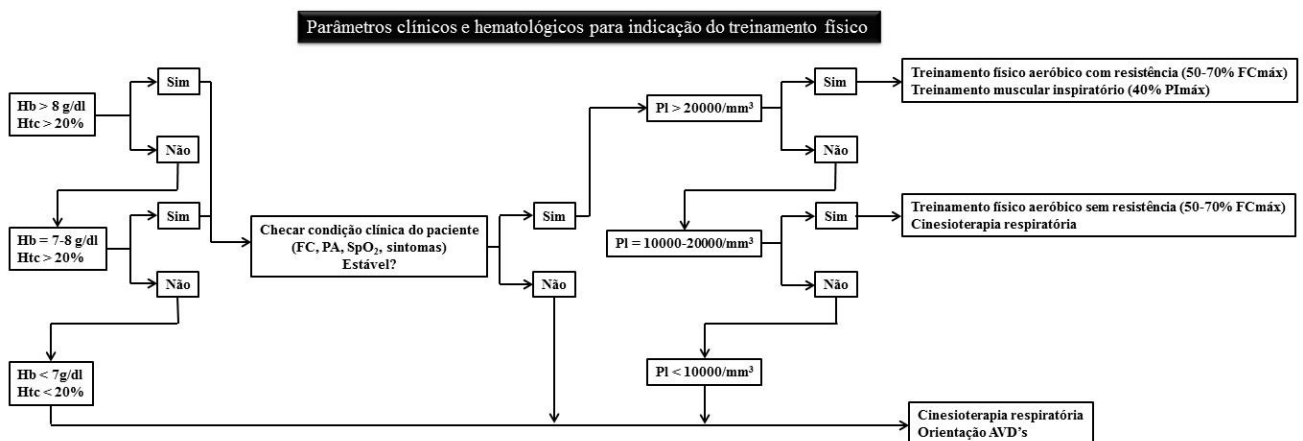 Parâmetros clínicos e hematológicos para indicação do treinamento físico
Hb > 8 g/dl
Htc > 20%
Sim
Não
Hb = 7-8 g/dl
Htc > 20%
Sim
Não
Hb < 7g/dl
Htc < 20%
Checar condição clínica do paciente
(FC, PA, SpO₂, sintomas)
Estável?
Sim
Não
Pl > 20000/mm³
Sim
Não
Pl = 10000-20000/mm³
Sim
Não
Pl < 10000/mm³
Treinamento físico aeróbico com resistência (50-70% FCmáx)
Treinamento muscular inspiratório (40% PImáx)
Treinamento físico aeróbico sem resistência (50-70% FCmáx)
Cinesioterapia respiratória
Cinesioterapia respiratória
Orientação AVD's